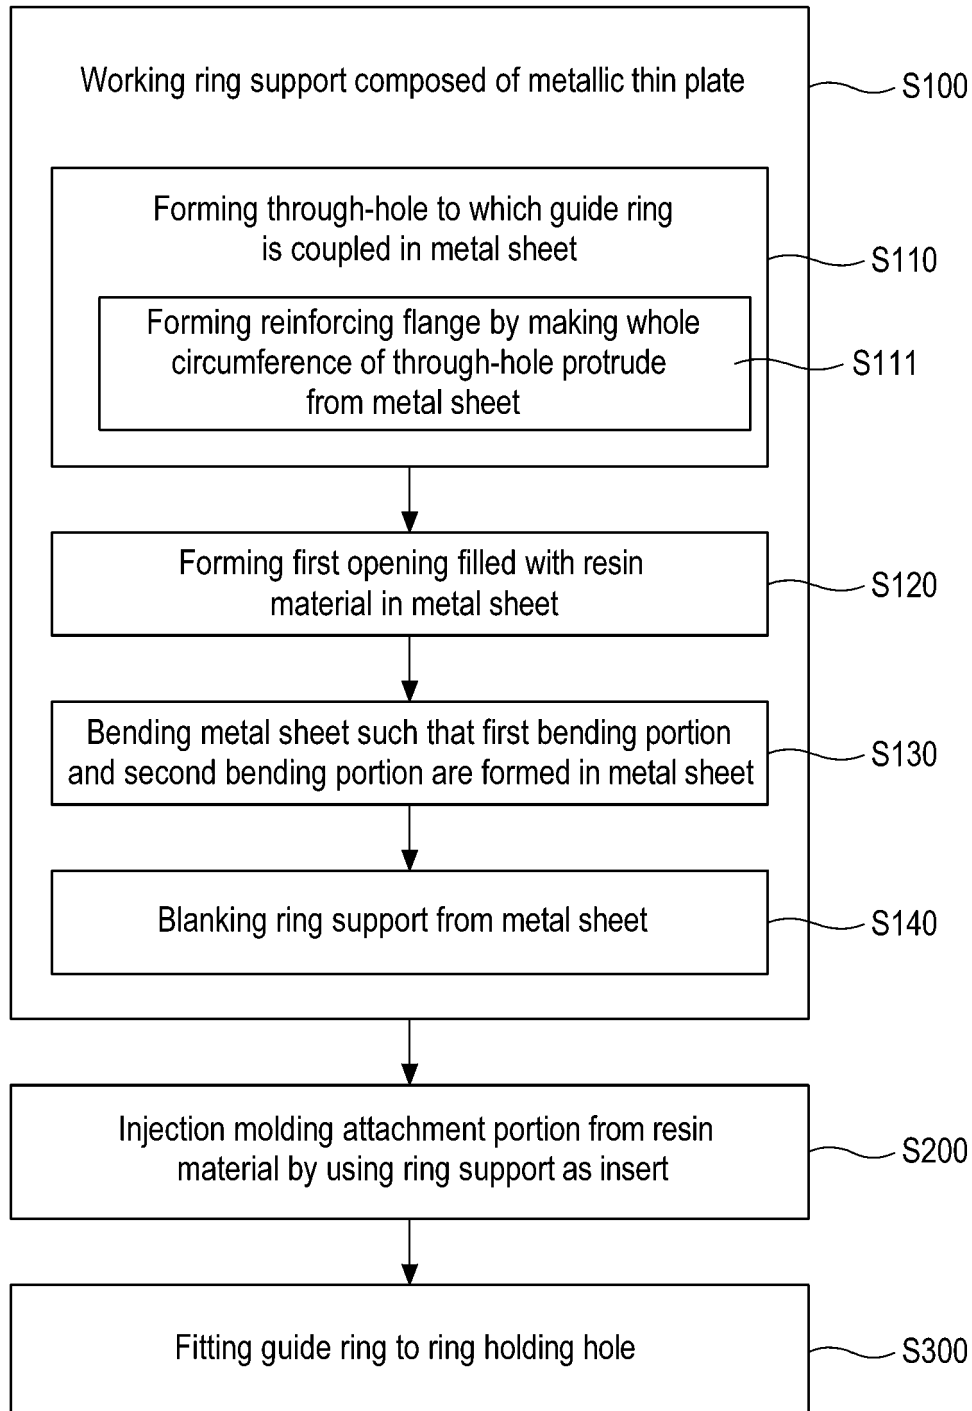 Working ring support composed of metallic thin plate
S100
Forming through-hole to which guide ring
is coupled in metal sheet
S110
Forming reinforcing flange by making whole
circumference of through-hole protrude
from metal sheet
S111
Forming first opening filled with resin
material in metal sheet
S120
Bending metal sheet such that first bending portion
and second bending portion are formed in metal sheet
S130
Blanking ring support from metal sheet
S140
Injection molding attachment portion from resin
material by using ring support as insert
S200
Fitting guide ring to ring holding hole
S300